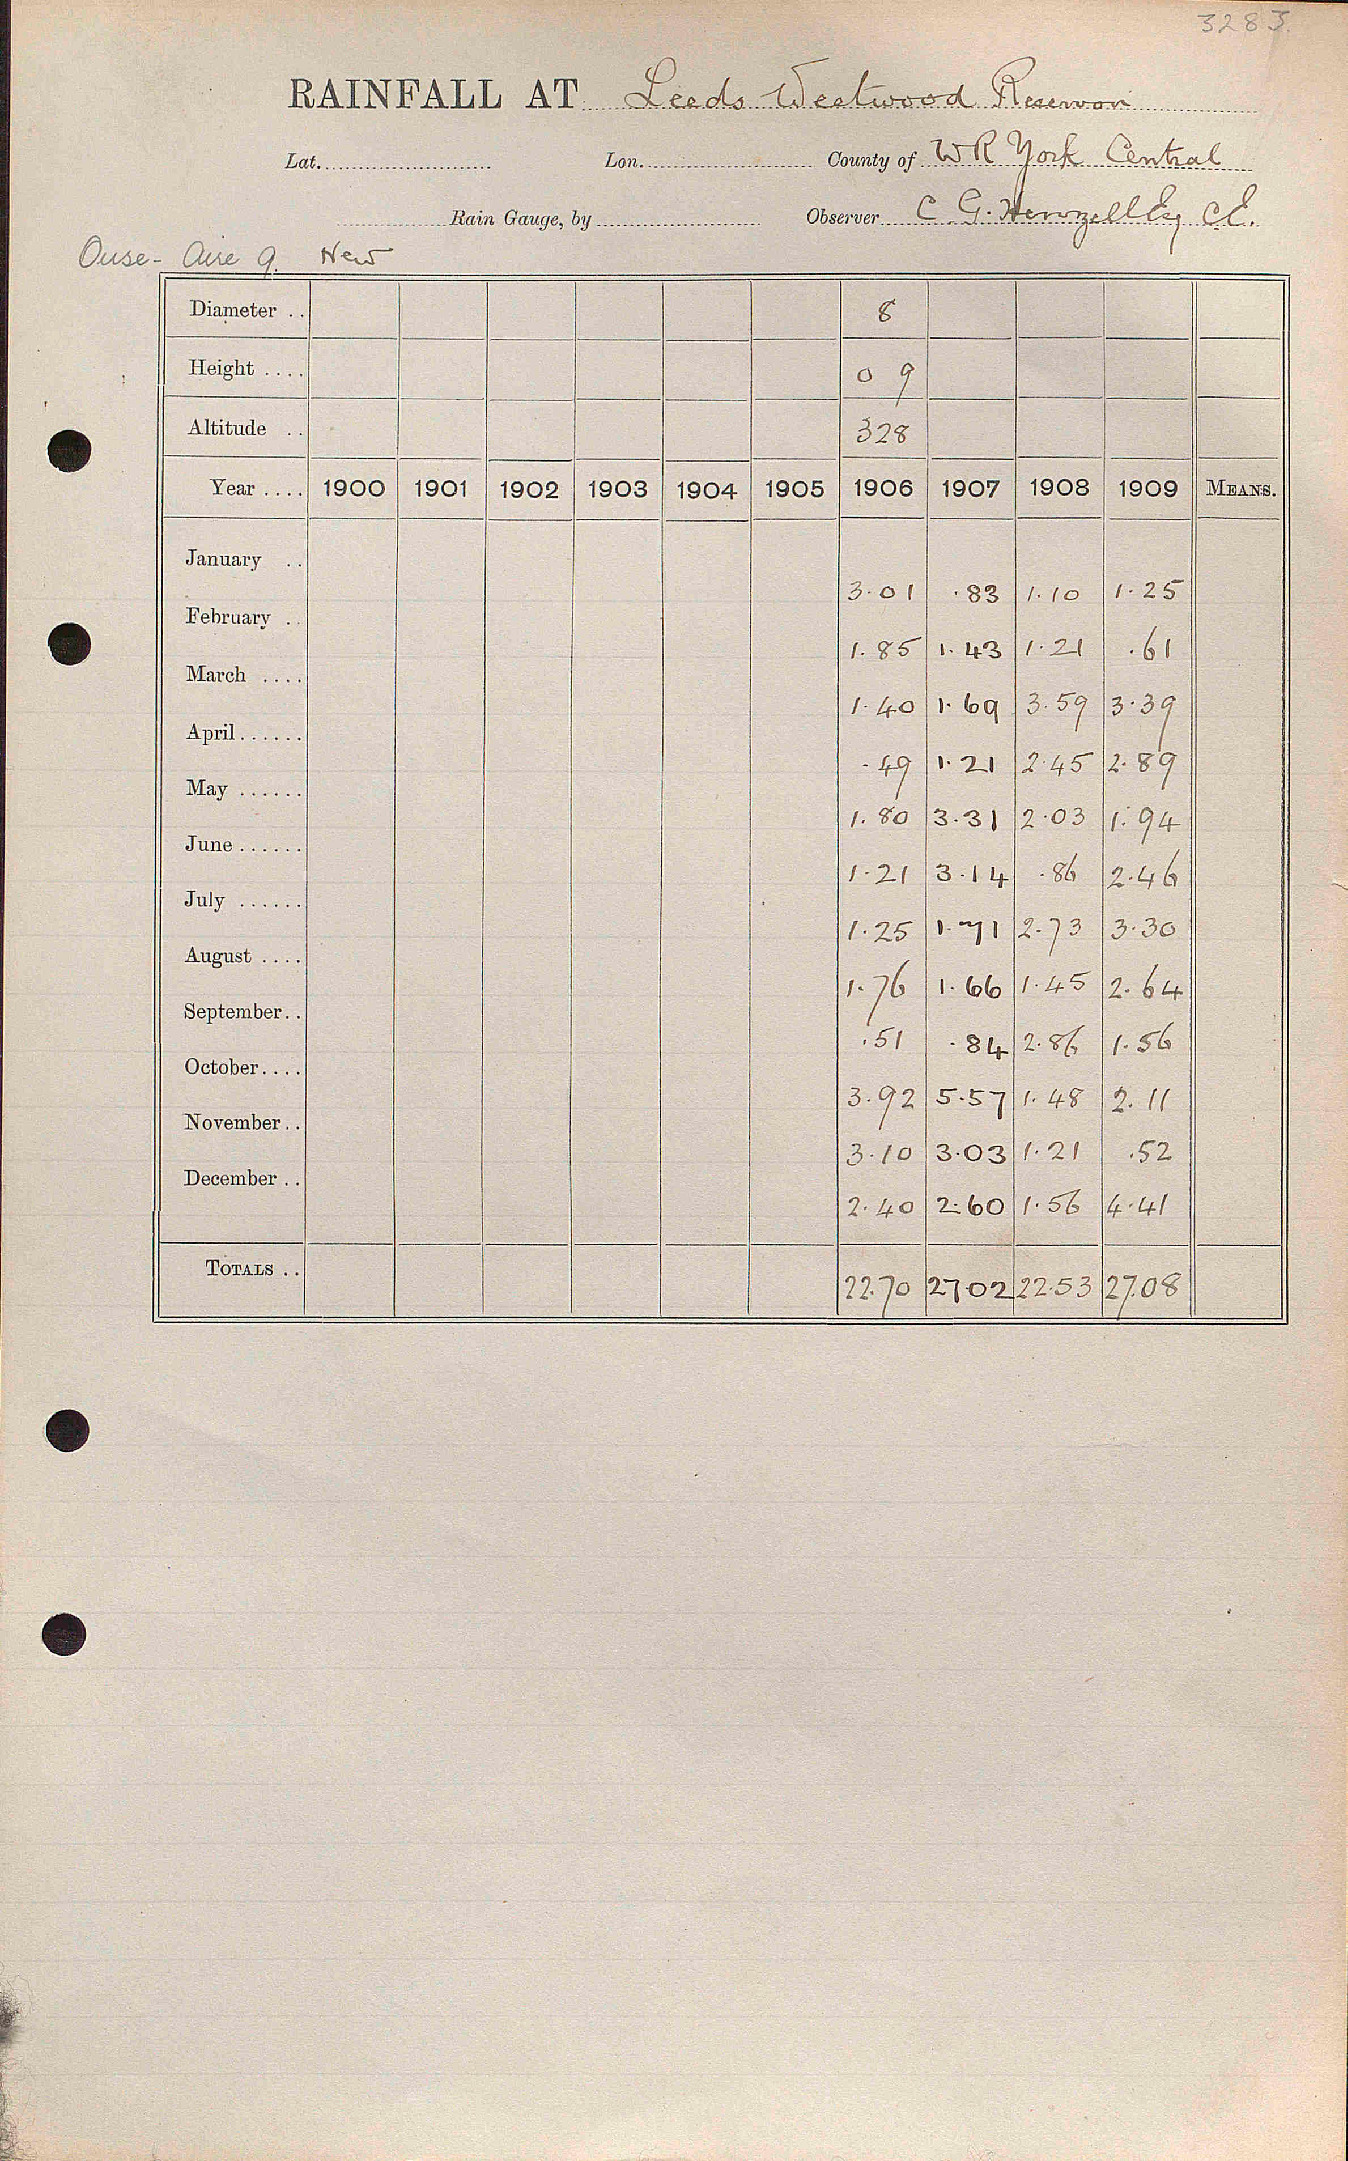 3283.
RAINFALL AT Leeds Westwood Reservoir
Lat. Lon. County of WR York Central
Rain Gauge, by Observer C G. Henzell Esq C.E.
Ouse - Aire 9. New
Diameter .. 8
Height .... 0 9
Altitude .. 328
Year .... 1900 1901 1902 1903 1904 1905 1906 1907 1908 1909 MEANS.
January .. 3.01 .83 1.10 1.25
February .. 1.85 1.43 1.21 .61
March .... 1.40 1.69 3.59 3.39
April ...... .49 1.21 2.45 2.89
May ...... 1.80 3.31 2.03 1.94
June ...... 1.21 3.14 .86 2.46
July ...... 1.25 1.71 2.73 3.30
August .... 1.76 1.66 1.45 2.64
September.. .51 .84 2.86 1.56
October.... 3.92 5.57 1.48 2.11
November.. 3.10 3.03 1.21 .52
December .. 2.40 2.60 1.56 4.41
TOTALS .. 22.70 27.02 22.53 27.08